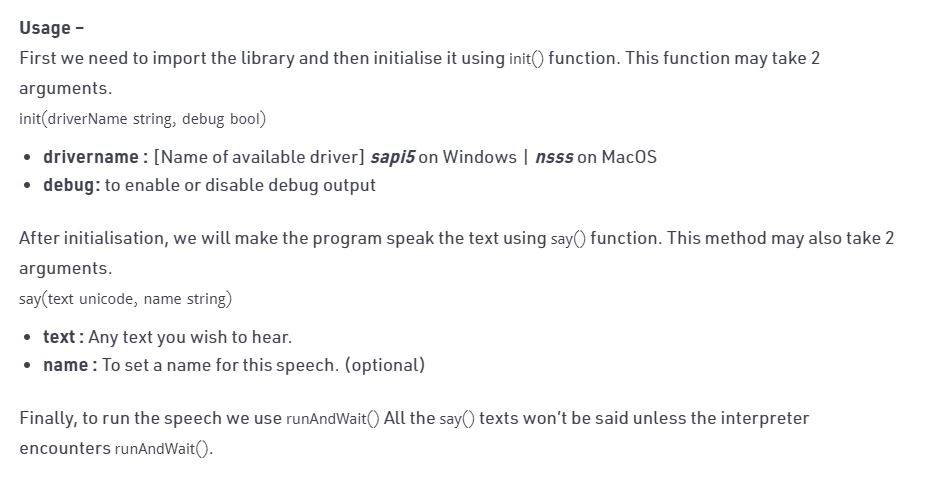 Usage –
First we need to import the library and then initialise it using init() function. This function may take 2
arguments.
init(driverName string, debug bool)
• drivername : [Name of available driver] sapi5 on Windows | nsss on MacOS
• debug: to enable or disable debug output
After initialisation, we will make the program speak the text using say() function. This method may also take 2
arguments.
say(text unicode, name string)
• text : Any text you wish to hear.
• name : To set a name for this speech. (optional)
Finally, to run the speech we use runAndWait() All the say() texts won’t be said unless the interpreter
encounters runAndWait().